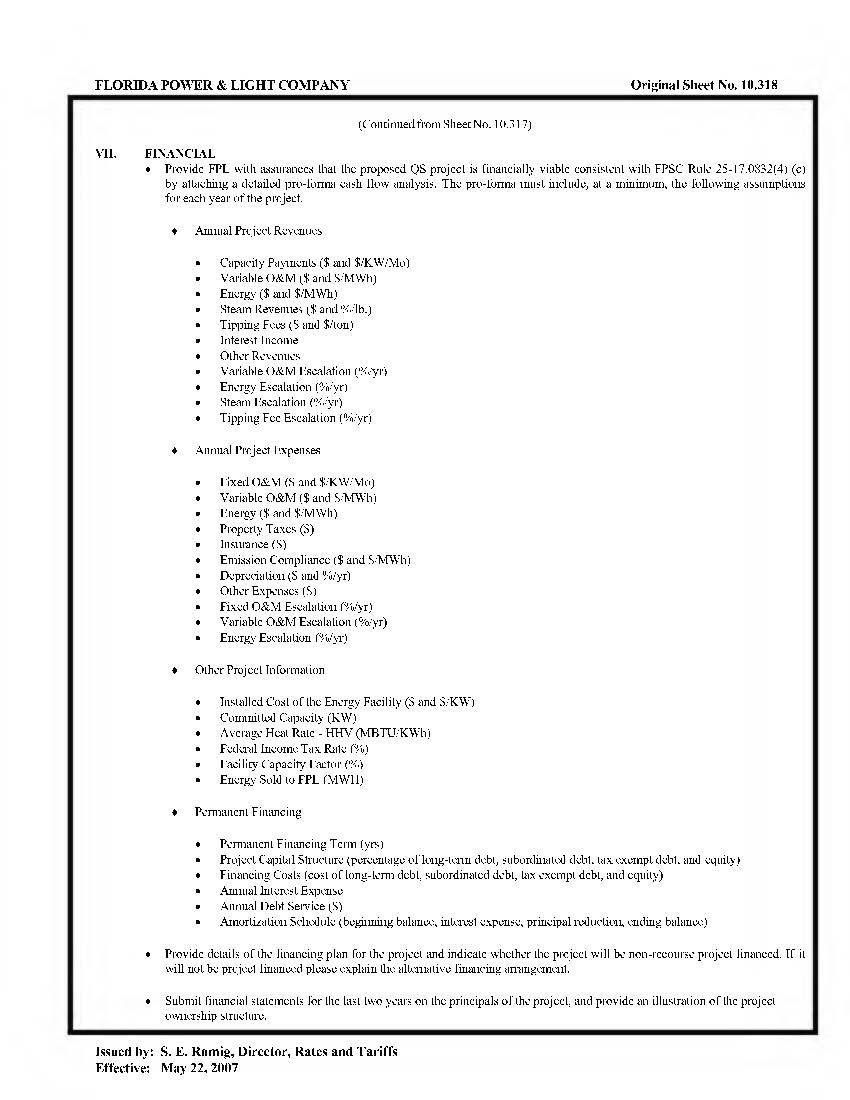 FLORIDA POWER & LIGHT COMPANY Original Sheet No. 10.318
(Continued from Sheet No. 10.317)
VII. FINANCIAL
• Provide FPL with assurances that the proposed QS project is financially viable consistent with FPSC Rule 25-17.0832(4) (c)
by attaching a detailed pro-forma cash flow analysis. The pro-forma must include, at a minimum, the following assumptions
for each year of the project.
♦ Annual Project Revenues
• Capacity Payments ($ and $/KW/Mo)
• Variable O&M ($ and $/MWh)
• Energy ($ and $/MWh)
• Steam Revenues ($ and %/lb.)
• Tipping Fees ($ and $/ton)
• Interest Income
• Other Revenues
• Variable O&M Escalation (%/yr)
• Energy Escalation (%/yr)
• Steam Escalation (%/yr)
• Tipping Fee Escalation (%/yr)
♦ Annual Project Expenses
• Fixed O&M ($ and $/KW/Mo)
• Variable O&M ($ and $/MWh)
• Energy ($ and $/MWh)
• Property Taxes ($)
• Insurance ($)
• Emission Compliance ($ and $/MWh)
• Depreciation ($ and %/yr)
• Other Expenses ($)
• Fixed O&M Escalation (%/yr)
• Variable O&M Escalation (%/yr)
• Energy Escalation (%/yr)
♦ Other Project Information
• Installed Cost of the Energy Facility ($ and $/KW)
• Committed Capacity (KW)
• Average Heat Rate - HHV (MBTU/KWh)
• Federal Income Tax Rate (%)
• Facility Capacity Factor (%)
• Energy Sold to FPL (MWH)
♦ Permanent Financing
• Permanent Financing Term (yrs)
• Project Capital Structure (percentage of long-term debt, subordinated debt, tax exempt debt, and equity)
• Financing Costs (cost of long-term debt, subordinated debt, tax exempt debt, and equity)
• Annual Interest Expense
• Annual Debt Service ($)
• Amortization Schedule (beginning balance, interest expense, principal reduction, ending balance)
• Provide details of the financing plan for the project and indicate whether the project will be non-recourse project financed. If it
will not be project financed please explain the alternative financing arrangement.
• Submit financial statements for the last two years on the principals of the project, and provide an illustration of the project
ownership structure.
Issued by: S. E. Romig, Director, Rates and Tariffs
Effective: May 22, 2007